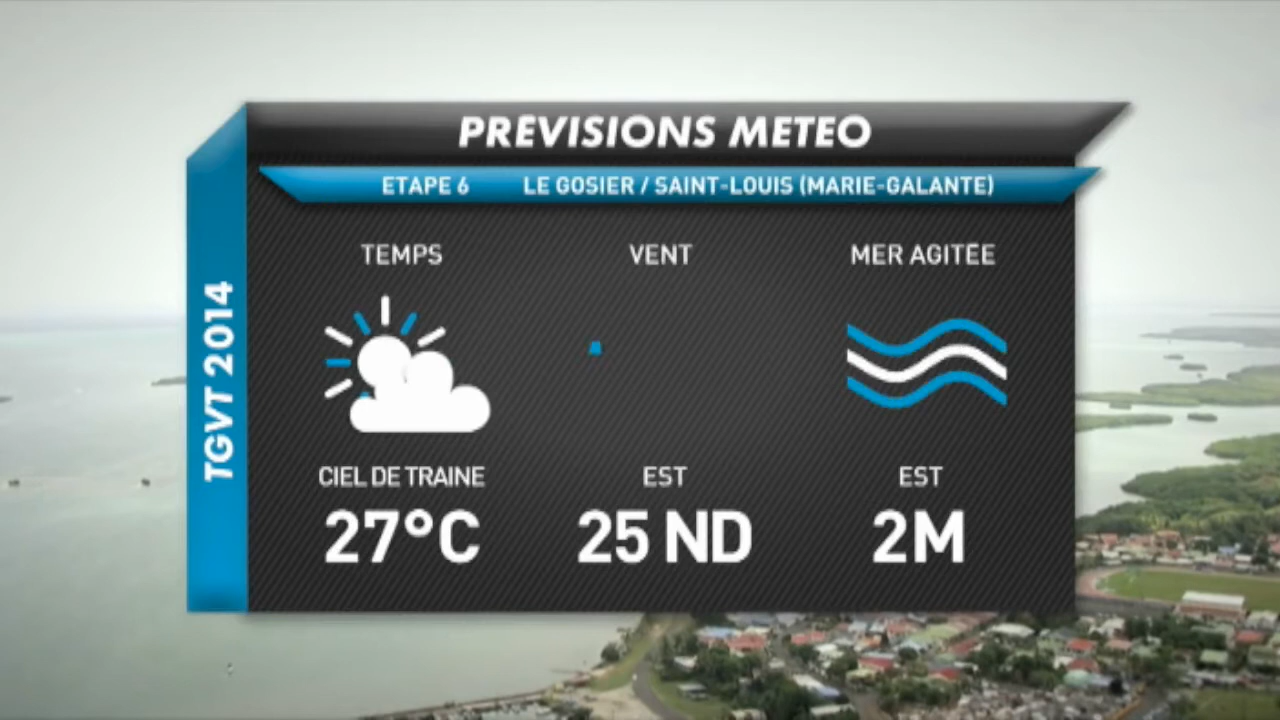 PRÉVISIONS METEO
ETAPE 6 LE GOSIER / SAINT-LOUIS (MARIE-GALANTE)
TGVT 2014
TEMPS VENT MER AGITÉE
CIEL DE TRAINE EST EST
27°C 25 ND 2M